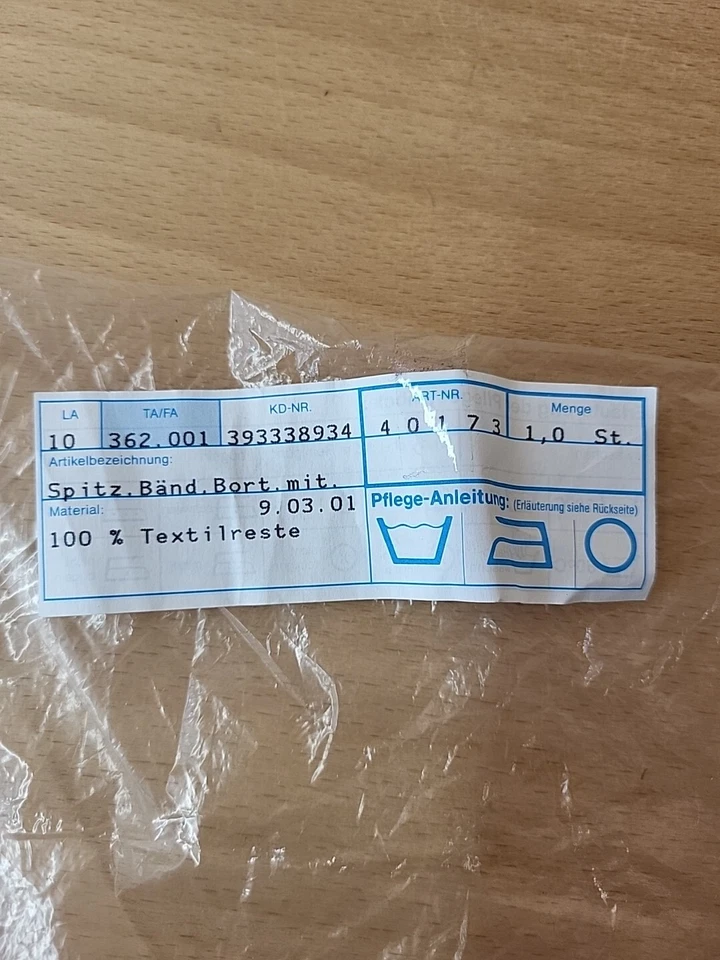 LA TA/FA KD-NR. ART-NR. Menge
10 362.001 393338934 4 0 1 7 3 1,0 St.
Artikelbezeichnung:
Spitz.Bänd.Bort.mit.
Material: 9.03.01
100 % Textilreste
Pflege-Anleitung: (Erläuterung siehe Rückseite)